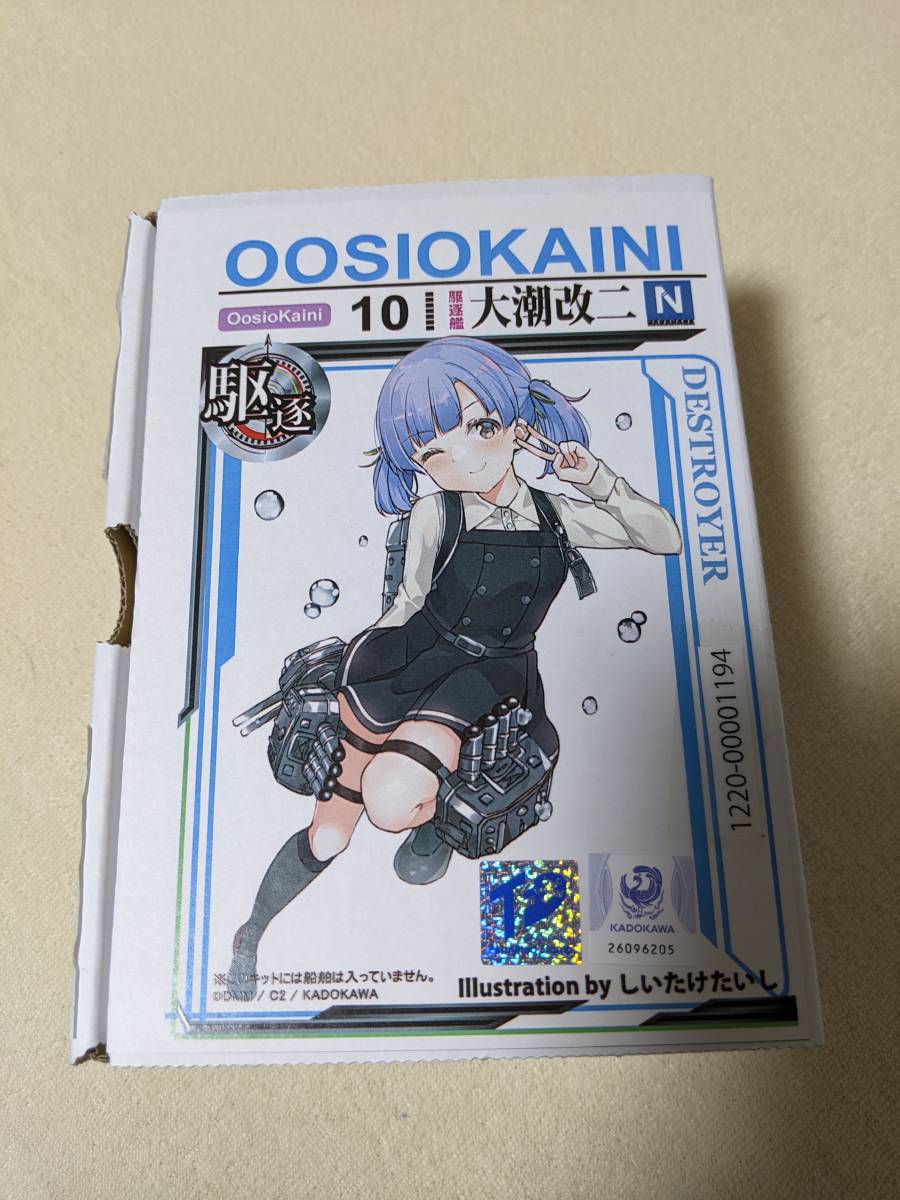 OOSIOKAINI
OosioKaini
10
駆逐艦
大潮改二
N
NAKAHARA
駆逐
DESTROYER
1220-00001194
KADOKAWA
26096205
※このキットには船舶は入っていません。
©DMM / C2 / KADOKAWA
Illustration by しいたけたいし